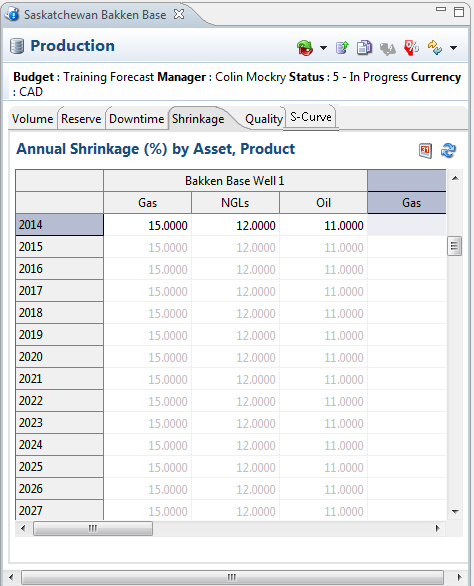 Saskatchewan Bakken Base
Production
Budget : Training Forecast Manager : Colin Mockry Status : 5 - In Progress Currency
: CAD
Volume Reserve Downtime Shrinkage Quality S-Curve
Annual Shrinkage (%) by Asset, Product
31
Bakken Base Well 1
Gas NGLs Oil Gas
2014 15.0000 12.0000 11.0000
2015 15.0000 12.0000 11.0000
2016 15.0000 12.0000 11.0000
2017 15.0000 12.0000 11.0000
2018 15.0000 12.0000 11.0000
2019 15.0000 12.0000 11.0000
2020 15.0000 12.0000 11.0000
2021 15.0000 12.0000 11.0000
2022 15.0000 12.0000 11.0000
2023 15.0000 12.0000 11.0000
2024 15.0000 12.0000 11.0000
2025 15.0000 12.0000 11.0000
2026 15.0000 12.0000 11.0000
2027 15.0000 12.0000 11.0000